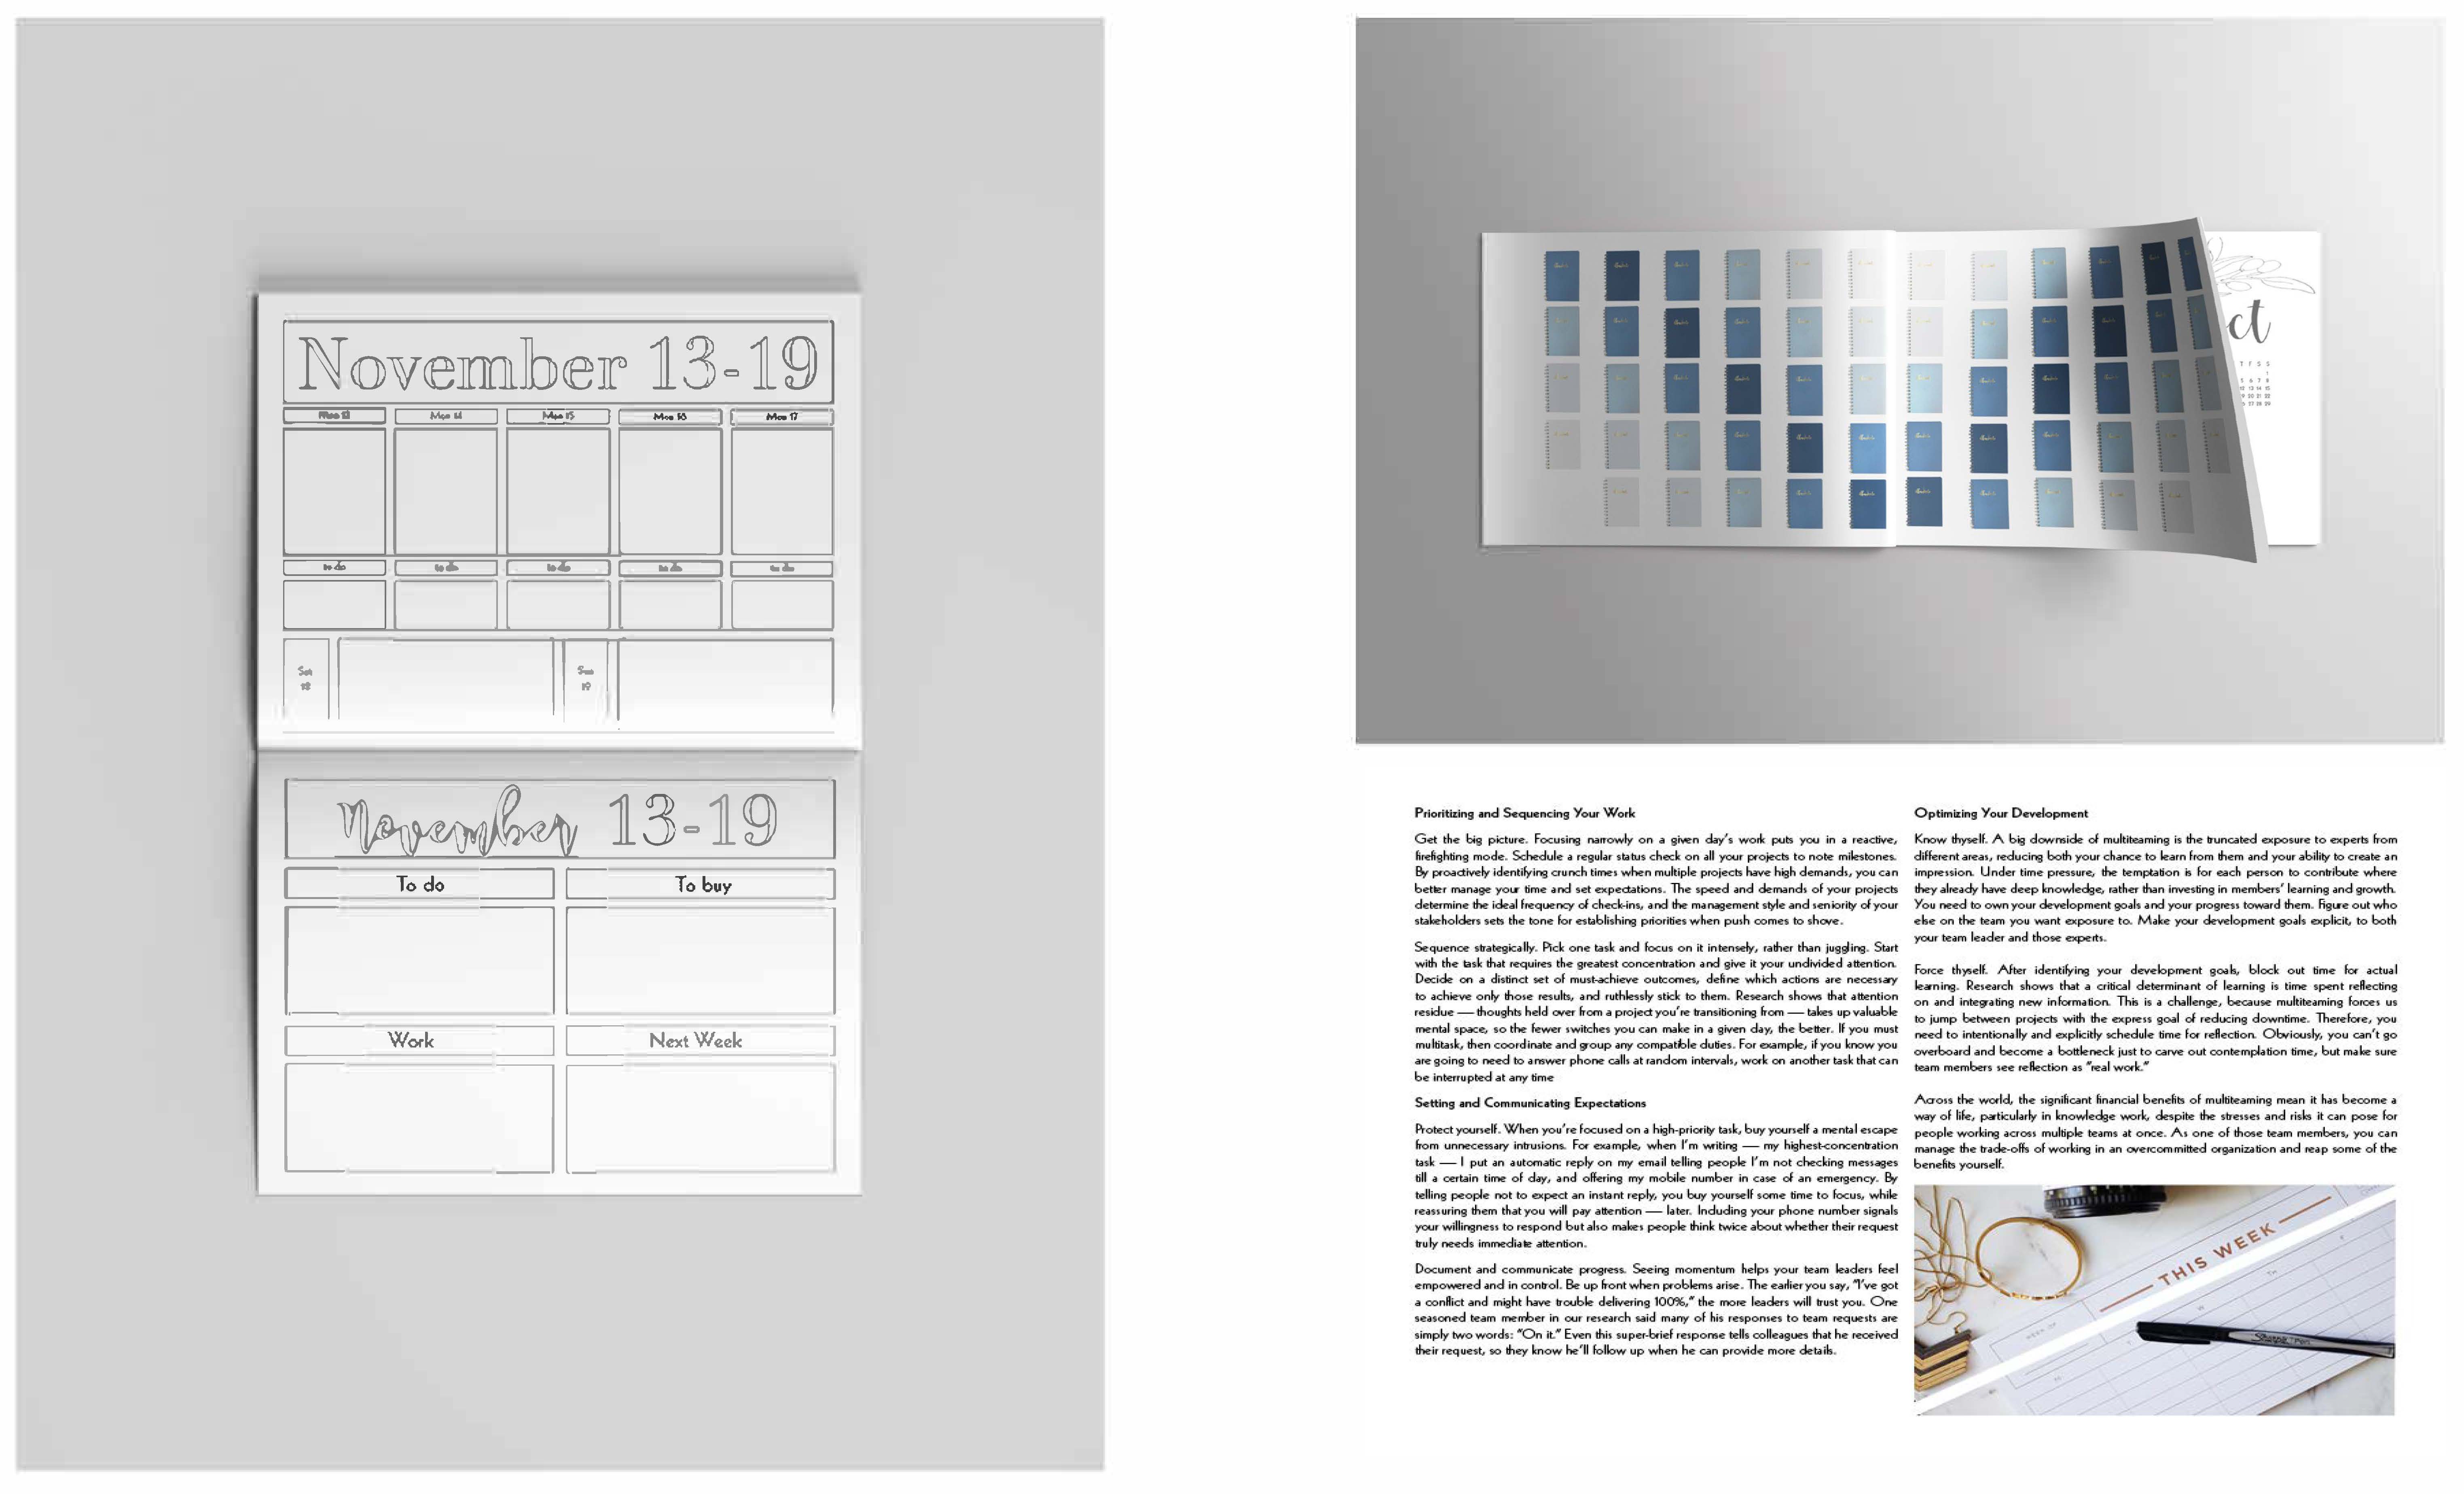 November 13-19
Mon 13 Mon 14 Mon 15 Mon 16 Mon 17
to do to do to do to do to do
Sat Sun
18 19
November 13-19
To do To buy
Work Next Week
ct
T F S S
1
5 6 7 8
12 13 14 15
19 20 21 22
27 28 29
Prioritizing and Sequencing Your Work
Get the big picture. Focusing narrowly on a given day's work puts you in a reactive,
firefighting mode. Schedule a regular status check on all your projects to note milestones.
By proactively identifying crunch times when multiple projects have high demands, you can
better manage your time and set expectations. The speed and demands of your projects
determine the ideal frequency of check-ins, and the management style and seniority of your
stakeholders sets the tone for establishing priorities when push comes to shove.
Sequence strategically. Pick one task and focus on it intensely, rather than juggling. Start
with the task that requires the greatest concentration and give it your undivided attention.
Decide on a distinct set of must-achieve outcomes, define which actions are necessary
to achieve only those results, and ruthlessly stick to them. Research shows that attention
residue — thoughts held over from a project you're transitioning from — takes up valuable
mental space, so the fewer switches you can make in a given day, the better. If you must
multitask, then coordinate and group any compatible duties. For example, if you know you
are going to need to answer phone calls at random intervals, work on another task that can
be interrupted at any time
Setting and Communicating Expectations
Protect yourself. When you're focused on a high-priority task, buy yourself a mental escape
from unnecessary intrusions. For example, when I'm writing — my highest-concentration
task — I put an automatic reply on my email telling people I'm not checking messages
till a certain time of day, and offering my mobile number in case of an emergency. By
telling people not to expect an instant reply, you buy yourself some time to focus, while
reassuring them that you will pay attention — later. Including your phone number signals
your willingness to respond but also makes people think twice about whether their request
truly needs immediate attention.
Document and communicate progress. Seeing momentum helps your team leaders feel
empowered and in control. Be up front when problems arise. The earlier you say, "I've got
a conflict and might have trouble delivering 100%," the more leaders will trust you. One
seasoned team member in our research said many of his responses to team requests are
simply two words: "On it." Even this super-brief response tells colleagues that he received
their request, so they know he'll follow up when he can provide more details.
Optimizing Your Development
Know thyself. A big downside of multiteaming is the truncated exposure to experts from
different areas, reducing both your chance to learn from them and your ability to create an
impression. Under time pressure, the temptation is for each person to contribute where
they already have deep knowledge, rather than investing in members' learning and growth.
You need to own your development goals and your progress toward them. Figure out who
else on the team you want exposure to. Make your development goals explicit, to both
your team leader and those experts.
Force thyself. After identifying your development goals, block out time for actual
learning. Research shows that a critical determinant of learning is time spent reflecting
on and integrating new information. This is a challenge, because multiteaming forces us
to jump between projects with the express goal of reducing downtime. Therefore, you
need to intentionally and explicitly schedule time for reflection. Obviously, you can't go
overboard and become a bottleneck just to carve out contemplation time, but make sure
team members see reflection as "real work."
Across the world, the significant financial benefits of multiteaming mean it has become a
way of life, particularly in knowledge work, despite the stresses and risks it can pose for
people working across multiple teams at once. As one of those team members, you can
manage the trade-offs of working in an overcommitted organization and reap some of the
benefits yourself.
THIS WEEK
WEEK OF
Sharpie Pen